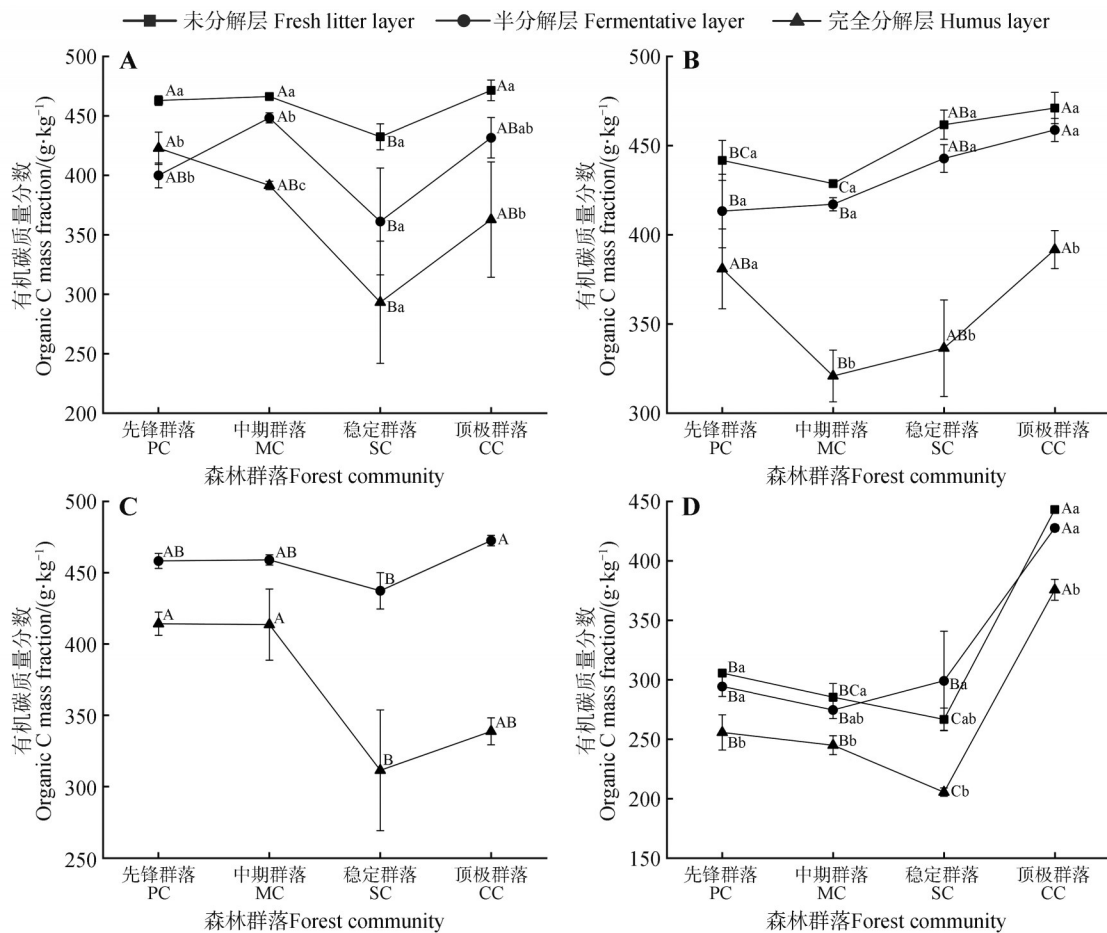 未分解层 Fresh litter layer 半分解层 Fermentative layer 完全分解层 Humus layer
A
有机碳质量分数
Organic C mass fraction/(g·kg⁻¹)
500
450
400
350
300
250
200
Aa
Aa
Ba
Aa
Ab
Ab
ABab
ABb
ABc
Ba
ABb
Ba
先锋群落 中期群落 稳定群落 顶极群落
PC MC SC CC
森林群落Forest community
B
有机碳质量分数
Organic C mass fraction/(g·kg⁻¹)
500
450
400
350
300
BCa
Ca
ABa
Aa
Ba
Ba
ABa
Aa
ABa
Bb
ABb
Ab
先锋群落 中期群落 稳定群落 顶极群落
PC MC SC CC
森林群落Forest community
C
有机碳质量分数
Organic C mass fraction/(g·kg⁻¹)
500
450
400
350
300
250
AB
AB
B
A
A
A
B
AB
先锋群落 中期群落 稳定群落 顶极群落
PC MC SC CC
森林群落Forest community
D
有机碳质量分数
Organic C mass fraction/(g·kg⁻¹)
450
400
350
300
250
200
150
Ba
BCa
Ba
Aa
Ba
Bab
Cab
Aa
Bb
Bb
Cb
Ab
先锋群落 中期群落 稳定群落 顶极群落
PC MC SC CC
森林群落Forest community